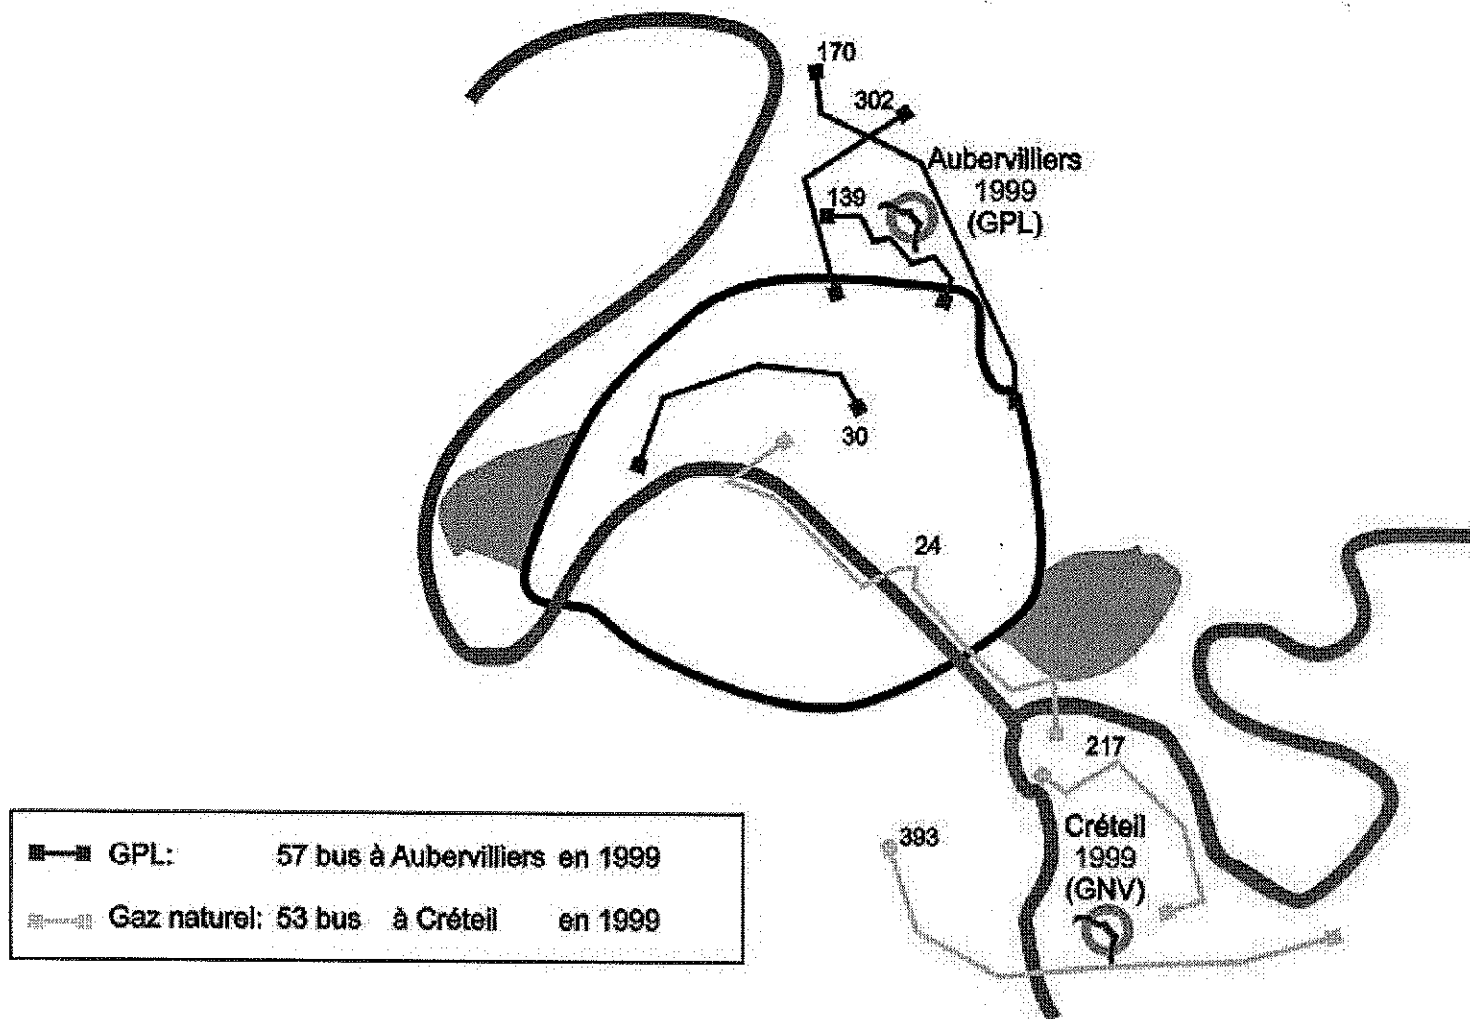 170
302
Aubervilliers
1999
(GPL)
139
30
24
217
393
Créteil
1999
(GNV)
GPL: 57 bus à Aubervilliers en 1999
Gaz naturel: 53 bus à Créteil en 1999